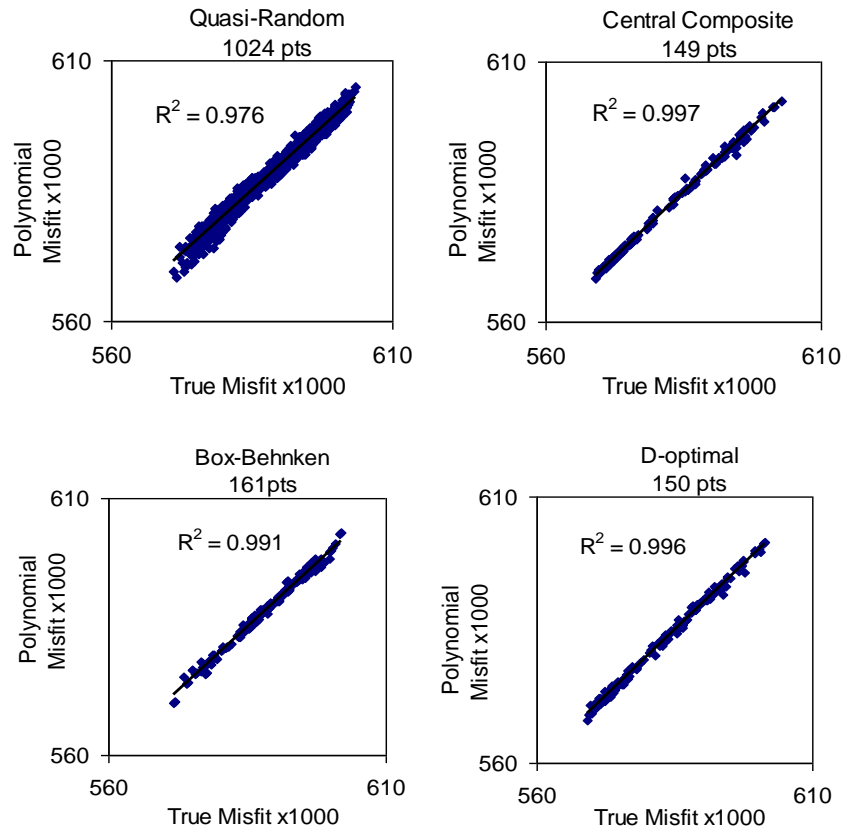 Quasi-Random
1024 pts
610
R² = 0.976
Polynomial
Misfit x1000
560
560
610
True Misfit x1000
Central Composite
149 pts
610
R² = 0.997
Polynomial
Misfit x1000
560
560
610
True Misfit x1000
Box-Behnken
161pts
610
R² = 0.991
Polynomial
Misfit x1000
560
560
610
True Misfit x1000
D-optimal
150 pts
610
R² = 0.996
Polynomial
Misfit x1000
560
560
610
True Misfit x1000